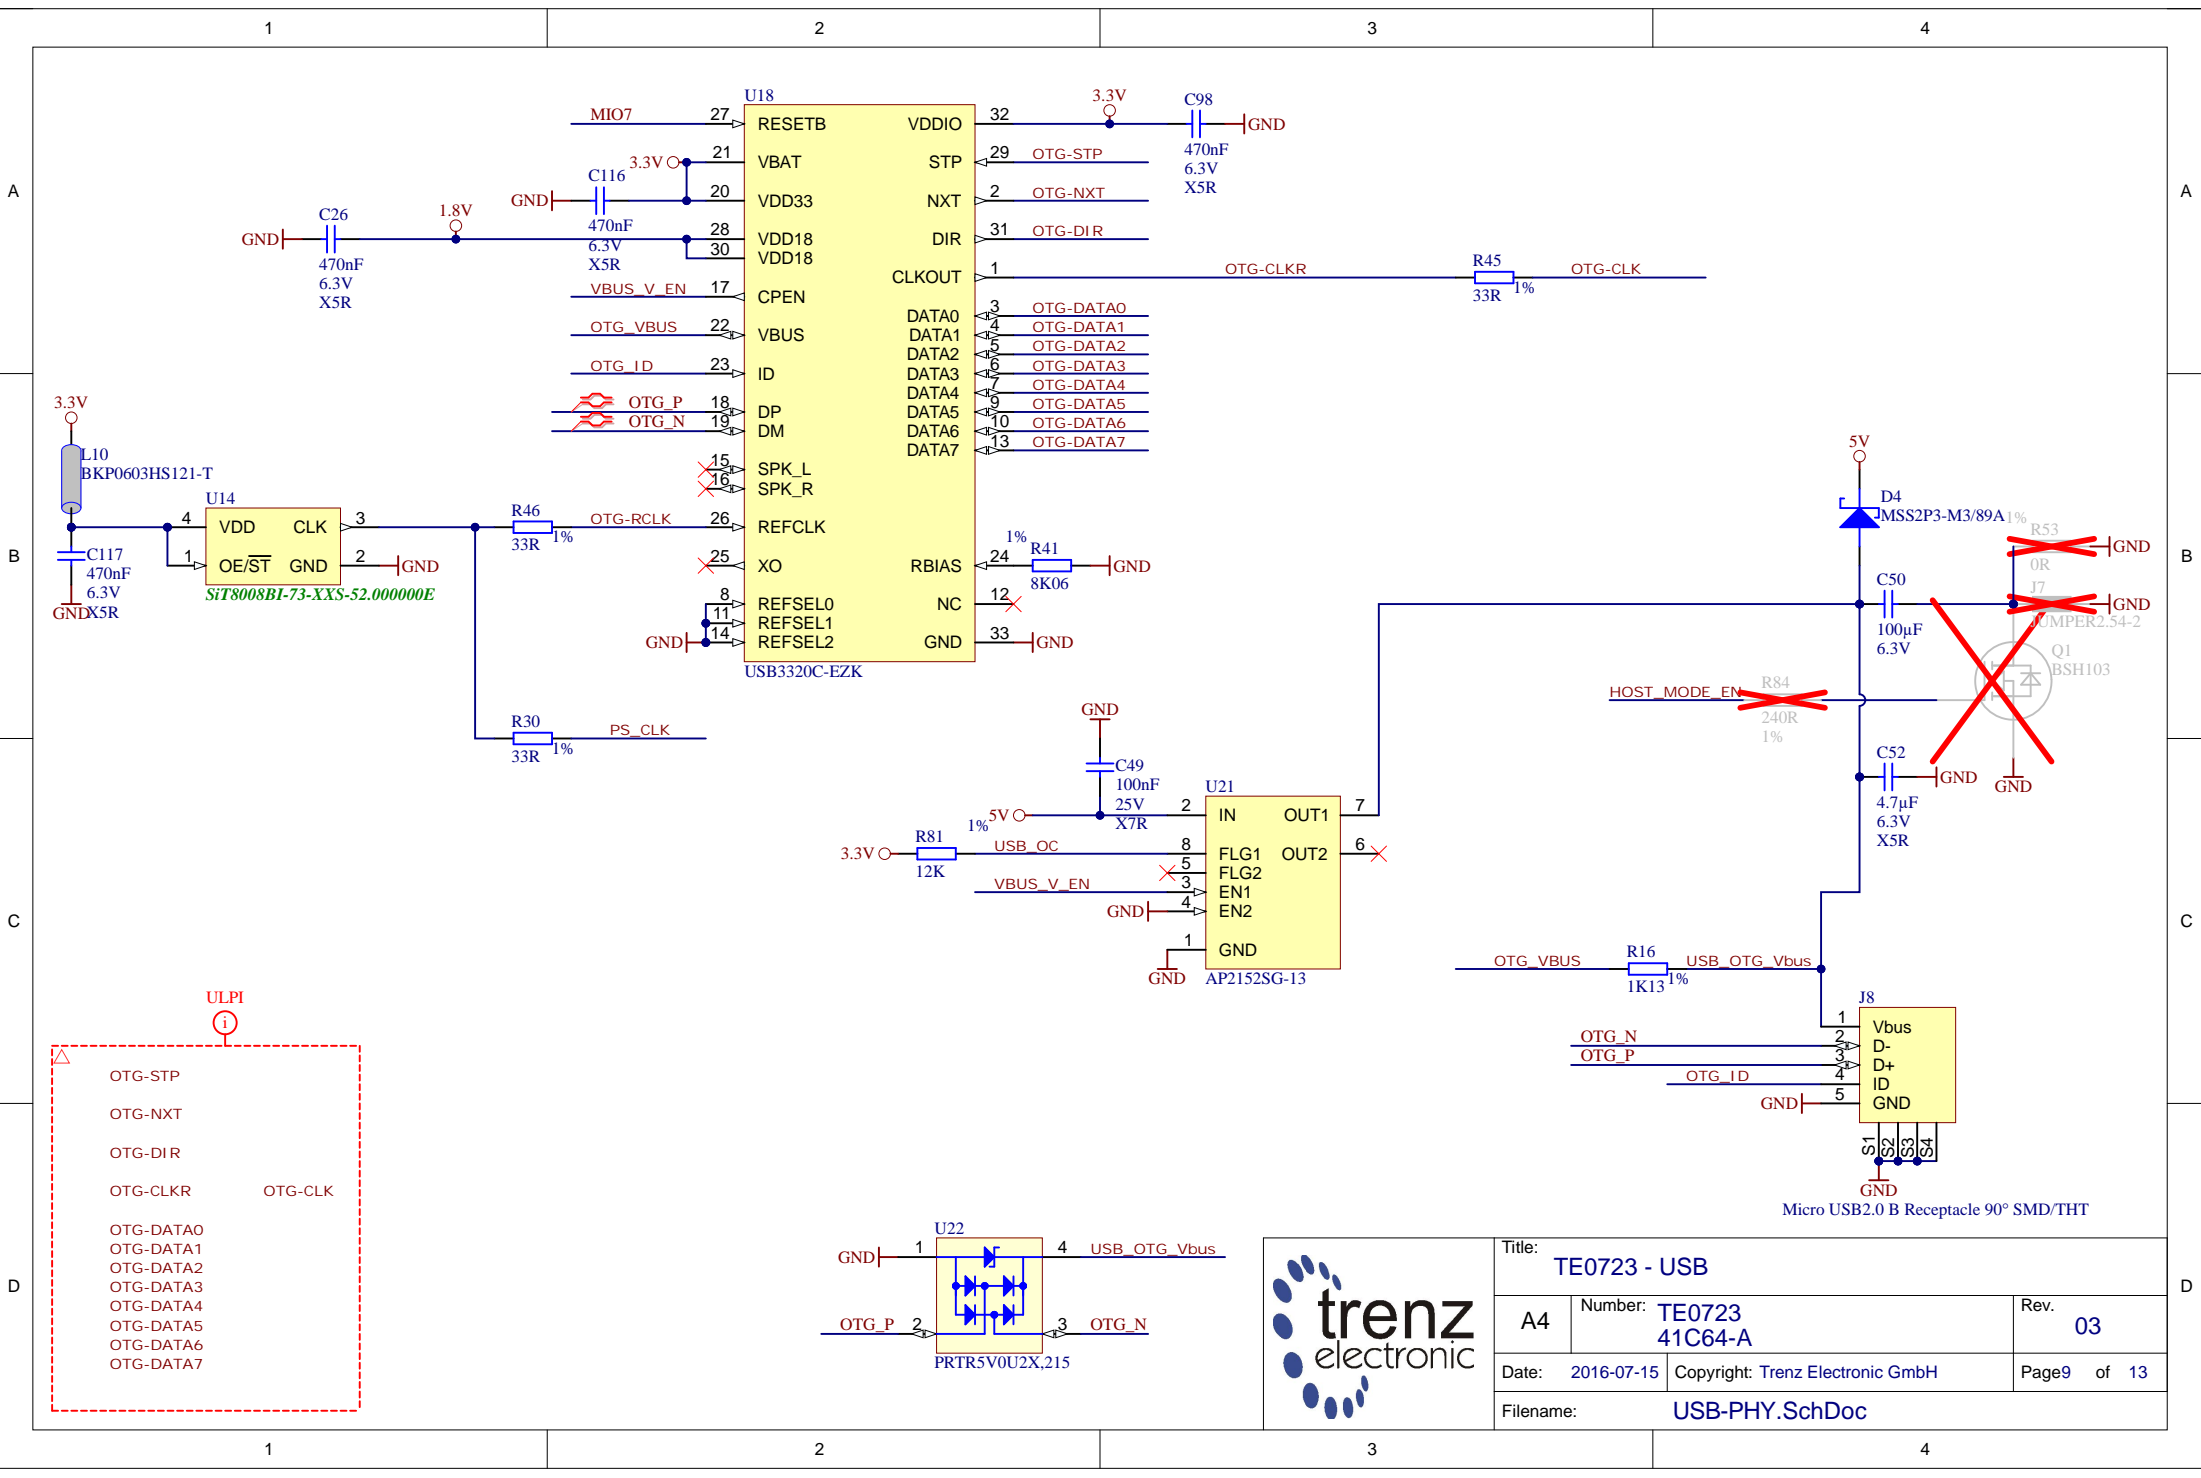 1 2 3 4
A A
B B
C C
D D
1 2 3 4
U18
MIO7 27 RESETB
3.3V 21 VBAT
20 VDD33
GND C116 470nF 6.3V X5R
GND C26 470nF 6.3V X5R
1.8V
28 VDD18
30 VDD18
VBUS_V_EN 17 CPEN
OTG_VBUS 22 VBUS
OTG_ID 23 ID
OTG_P 18 DP
OTG_N 19 DM
15 SPK_L
16 SPK_R
OTG-RCLK 26 REFCLK
25 XO
8 REFSEL0
11 REFSEL1
GND 14 REFSEL2
USB3320C-EZK
VDDIO 32 3.3V
C98 470nF 6.3V X5R GND
STP 29 OTG-STP
NXT 2 OTG-NXT
DIR 31 OTG-DIR
CLKOUT 1 OTG-CLKR R45 33R 1% OTG-CLK
DATA0 3 OTG-DATA0
DATA1 4 OTG-DATA1
DATA2 5 OTG-DATA2
DATA3 6 OTG-DATA3
DATA4 7 OTG-DATA4
DATA5 9 OTG-DATA5
DATA6 10 OTG-DATA6
DATA7 13 OTG-DATA7
RBIAS 24 1% R41 8K06 GND
NC 12
GND 33 GND
3.3V
L10
BKP0603HS121-T
C117
470nF
6.3V
X5R
GND
U14
4 VDD CLK 3
1 OE/ST GND 2 GND
SiT8008BI-73-XXS-52.000000E
R46 33R 1%
R30 33R 1% PS_CLK
5V
D4
MSS2P3-M3/89A
1%
R53
0R
GND
J7
JUMPER2.54-2
GND
C50
100µF
6.3V
Q1
BSH103
GND
HOST_MODE_EN
R84
240R
1%
C52
4.7µF
6.3V
X5R
GND
GND
C49
100nF
25V
X7R
U21
5V 2 IN OUT1 7
3.3V R81 12K 1% USB_OC 8 FLG1 OUT2 6
5 FLG2
VBUS_V_EN 3 EN1
GND 4 EN2
GND 1 GND
AP2152SG-13
OTG_VBUS R16 1K13 1% USB_OTG_Vbus
J8
1 Vbus
OTG_N 2 D-
OTG_P 3 D+
OTG_ID 4 ID
GND 5 GND
S1 S2 S3 S4
GND
Micro USB2.0 B Receptacle 90° SMD/THT
ULPI
i
OTG-STP
OTG-NXT
OTG-DIR
OTG-CLKR OTG-CLK
OTG-DATA0
OTG-DATA1
OTG-DATA2
OTG-DATA3
OTG-DATA4
OTG-DATA5
OTG-DATA6
OTG-DATA7
U22
GND 1 4 USB_OTG_Vbus
OTG_P 2 3 OTG_N
PRTR5V0U2X,215
trenz
electronic
Title:
TE0723 - USB
A4 Number: TE0723
41C64-A
Rev.
03
Date: 2016-07-15 Copyright: Trenz Electronic GmbH Page9 of 13
Filename: USB-PHY.SchDoc